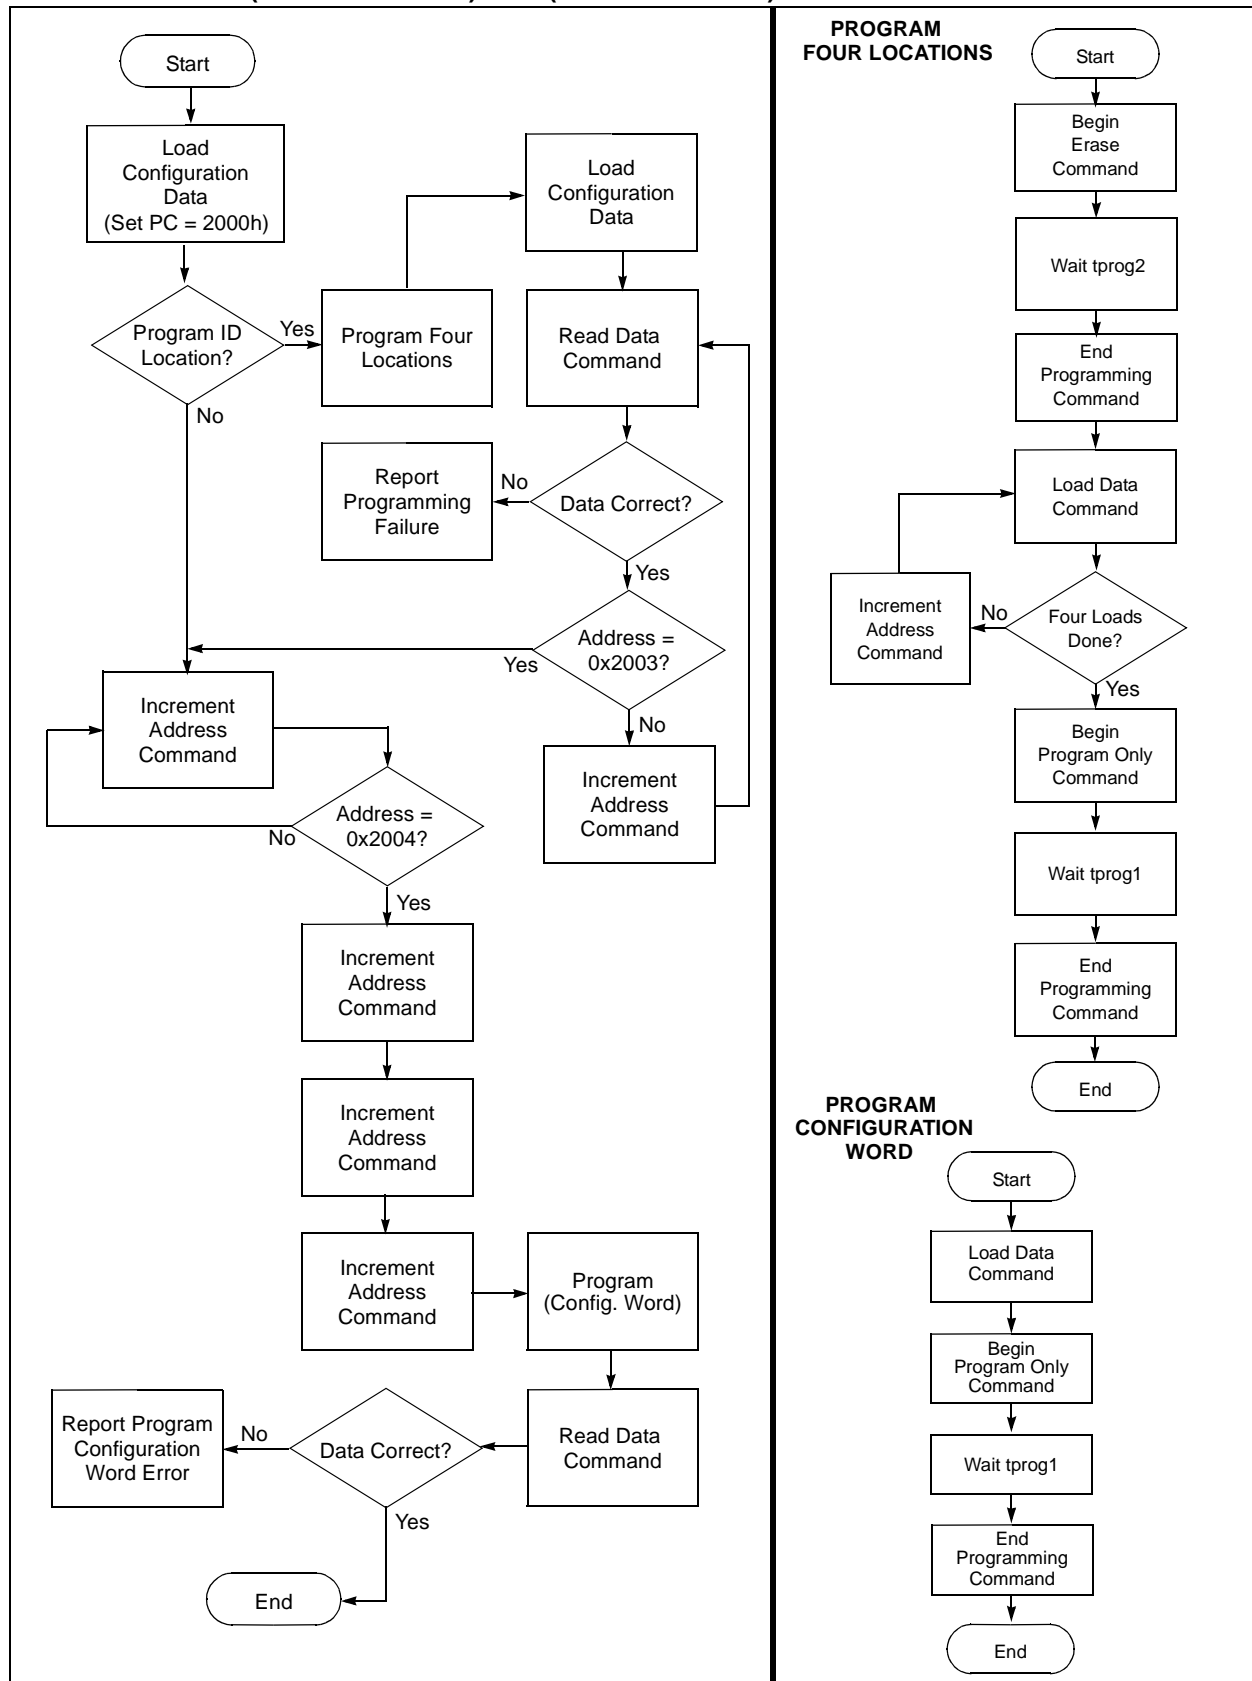 Start
Load
Configuration
Data
(Set PC = 2000h)
Program ID
Location?
Yes
No
Program Four
Locations
Load
Configuration
Data
Read Data
Command
Data Correct?
No
Yes
Report
Programming
Failure
Address =
0x2003?
Yes
No
Increment
Address
Command
Increment
Address
Command
Address =
0x2004?
No
Yes
Increment
Address
Command
Increment
Address
Command
Increment
Address
Command
Program
(Config. Word)
Read Data
Command
Data Correct?
No
Yes
Report Program
Configuration
Word Error
End
PROGRAM
FOUR LOCATIONS
Start
Begin
Erase
Command
Wait tprog2
End
Programming
Command
Load Data
Command
Four Loads
Done?
No
Yes
Increment
Address
Command
Begin
Program Only
Command
Wait tprog1
End
Programming
Command
End
PROGRAM
CONFIGURATION
WORD
Start
Load Data
Command
Begin
Program Only
Command
Wait tprog1
End
Programming
Command
End